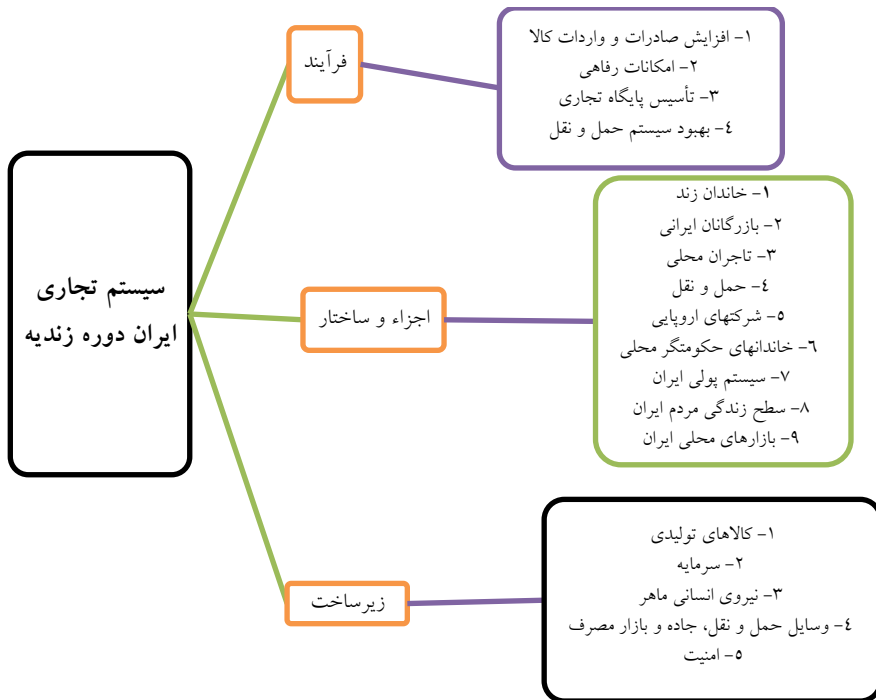 سیستم تجاری
ایران دوره زندیه
فرآیند
۱- افزایش صادرات و واردات کالا
۲- امکانات رفاهی
۳- تأسیس پایگاه تجاری
٤- بهبود سیستم حمل و نقل
اجزاء و ساختار
۱- خاندان زند
۲- بازرگانان ایرانی
۳- تاجران محلی
٤- حمل و نقل
٥- شرکتهای اروپایی
٦- خاندانهای حکومتگر محلی
۷- سیستم پولی ایران
۸- سطح زندگی مردم ایران
۹- بازارهای محلی ایران
زیرساخت
۱- کالاهای تولیدی
۲- سرمایه
۳- نیروی انسانی ماهر
٤- وسایل حمل و نقل، جاده و بازار مصرف
٥- امنیت